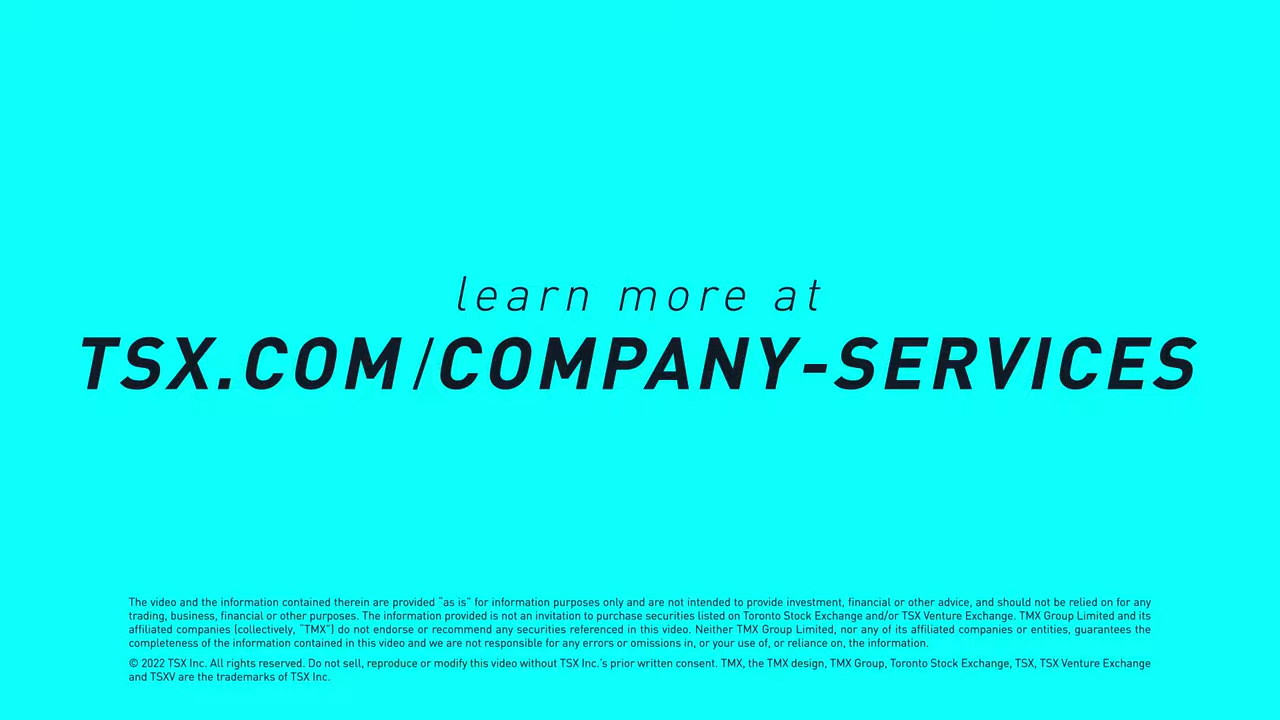 learn more at
TSX.COM/COMPANY-SERVICES
The video and the information contained therein are provided “as is” for information purposes only and are not intended to provide investment, financial or other advice, and should not be relied on for any
trading, business, financial or other purposes. The information provided is not an invitation to purchase securities listed on Toronto Stock Exchange and/or TSX Venture Exchange. TMX Group Limited and its
affiliated companies (collectively, “TMX”) do not endorse or recommend any securities referenced in this video. Neither TMX Group Limited, nor any of its affiliated companies or entities, guarantees the
completeness of the information contained in this video and we are not responsible for any errors or omissions in, or your use of, or reliance on, the information.
© 2022 TSX Inc. All rights reserved. Do not sell, reproduce or modify this video without TSX Inc.’s prior written consent. TMX, the TMX design, TMX Group, Toronto Stock Exchange, TSX, TSX Venture Exchange
and TSXV are the trademarks of TSX Inc.